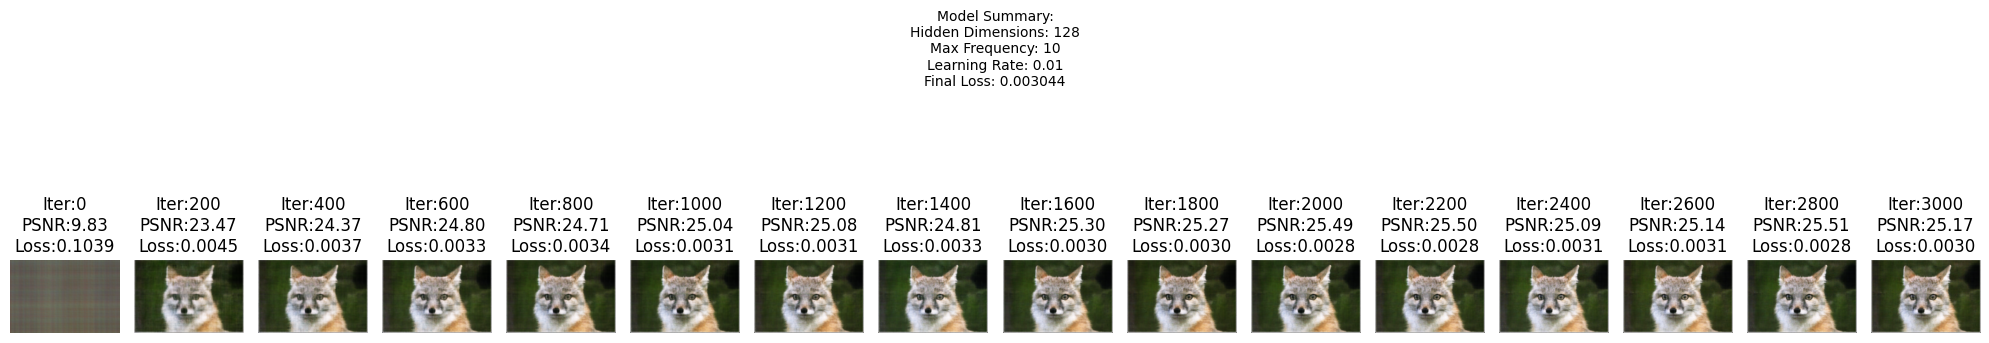 Model Summary:
Hidden Dimensions: 128
Max Frequency: 10
Learning Rate: 0.01
Final Loss: 0.003044
Iter:0
PSNR:9.83
Loss:0.1039
Iter:200
PSNR:23.47
Loss:0.0045
Iter:400
PSNR:24.37
Loss:0.0037
Iter:600
PSNR:24.80
Loss:0.0033
Iter:800
PSNR:24.71
Loss:0.0034
Iter:1000
PSNR:25.04
Loss:0.0031
Iter:1200
PSNR:25.08
Loss:0.0031
Iter:1400
PSNR:24.81
Loss:0.0033
Iter:1600
PSNR:25.30
Loss:0.0030
Iter:1800
PSNR:25.27
Loss:0.0030
Iter:2000
PSNR:25.49
Loss:0.0028
Iter:2200
PSNR:25.50
Loss:0.0028
Iter:2400
PSNR:25.09
Loss:0.0031
Iter:2600
PSNR:25.14
Loss:0.0031
Iter:2800
PSNR:25.51
Loss:0.0028
Iter:3000
PSNR:25.17
Loss:0.0030